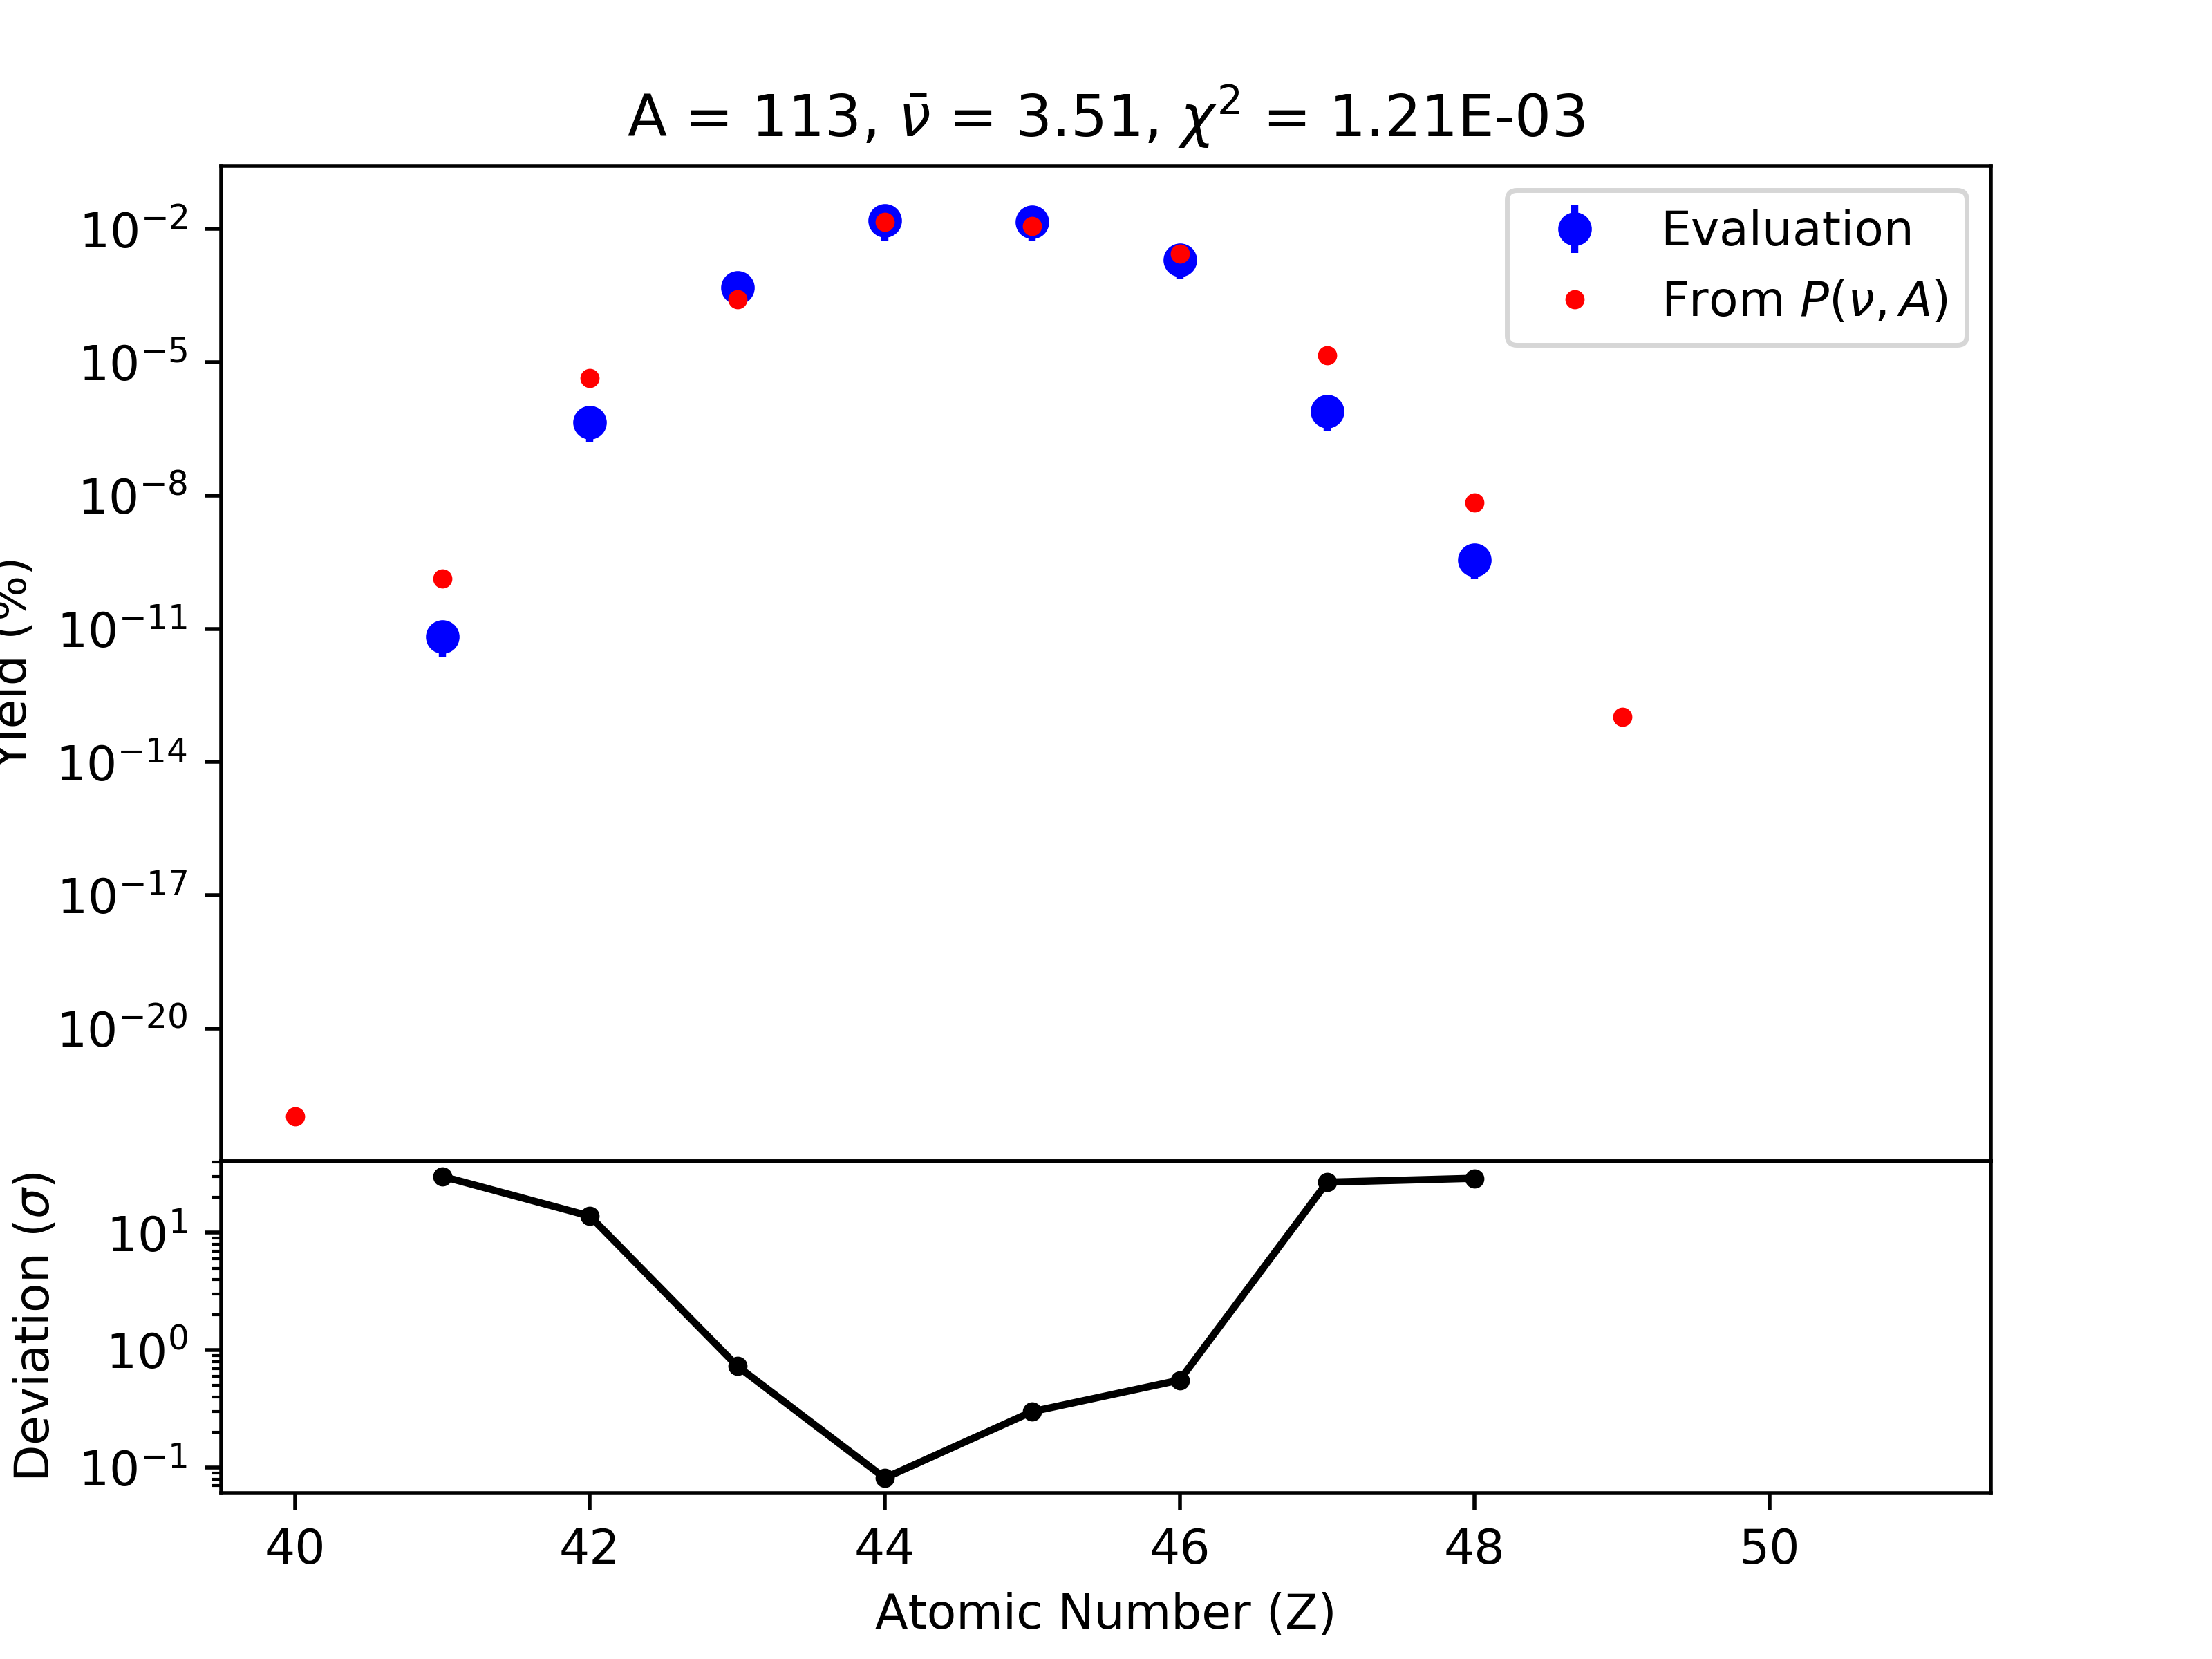 A = 113, ν̄ = 3.51, χ² = 1.21E-03
Evaluation
From P(ν, A)
Yield (%)
10⁻²
10⁻⁵
10⁻⁸
10⁻¹¹
10⁻¹⁴
10⁻¹⁷
10⁻²⁰
Deviation (σ)
10¹
10⁰
10⁻¹
40 42 44 46 48 50
Atomic Number (Z)